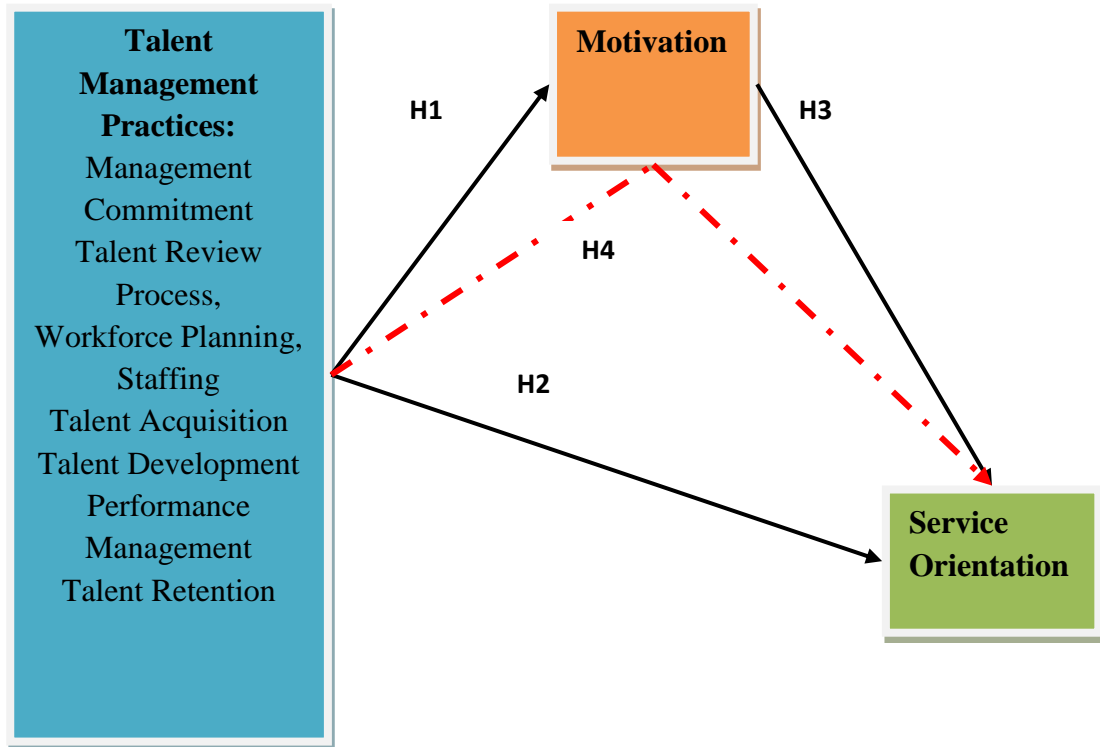 Talent
Management
Practices:
Management
Commitment
Talent Review
Process,
Workforce Planning,
Staffing
Talent Acquisition
Talent Development
Performance
Management
Talent Retention
Motivation
H1
H3
H4
H2
Service
Orientation